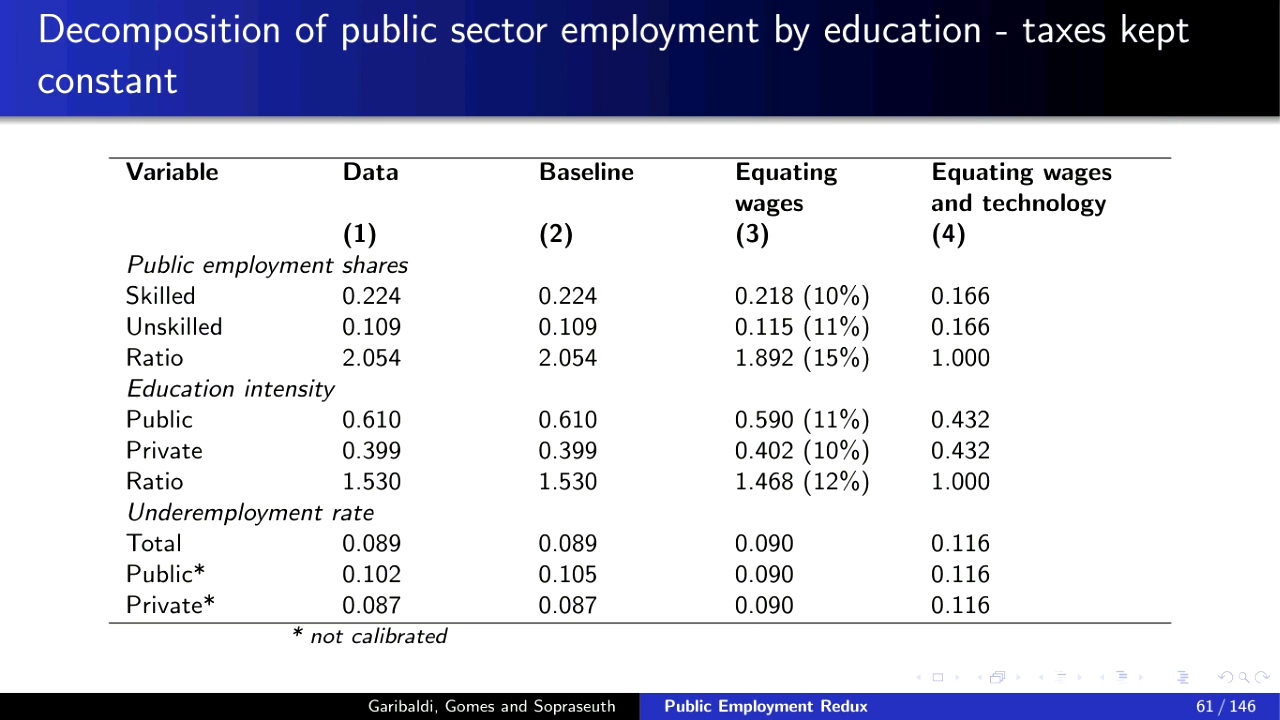 Decomposition of public sector employment by education - taxes kept
constant
Variable Data Baseline Equating Equating wages
wages and technology
(1) (2) (3) (4)
Public employment shares
Skilled 0.224 0.224 0.218 (10%) 0.166
Unskilled 0.109 0.109 0.115 (11%) 0.166
Ratio 2.054 2.054 1.892 (15%) 1.000
Education intensity
Public 0.610 0.610 0.590 (11%) 0.432
Private 0.399 0.399 0.402 (10%) 0.432
Ratio 1.530 1.530 1.468 (12%) 1.000
Underemployment rate
Total 0.089 0.089 0.090 0.116
Public* 0.102 0.105 0.090 0.116
Private* 0.087 0.087 0.090 0.116
* not calibrated
Garibaldi, Gomes and Sopraseuth Public Employment Redux 61 / 146